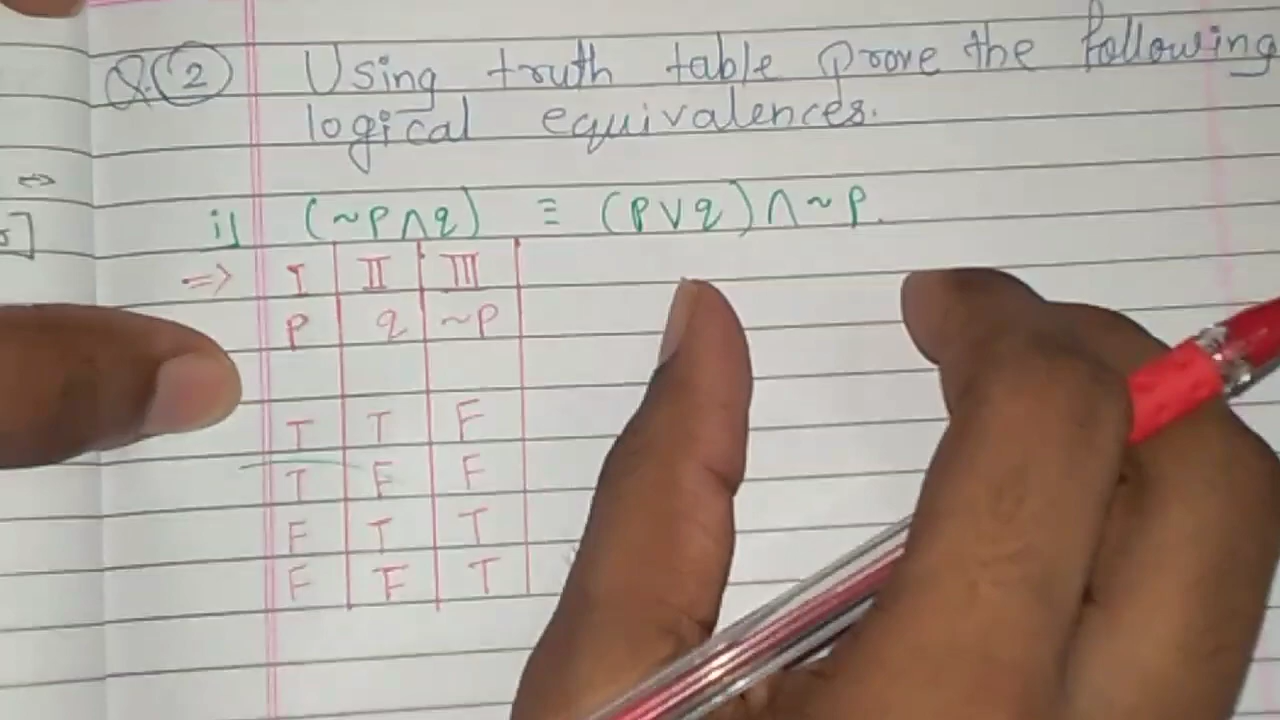 Q.(2) Using truth table prove the following
logical equivalences.
⇔
i) (~p∧q) ≡ (p∨q)∧~p.
=> I II III
p q ~p
T T F
T F F
F T T
F F T